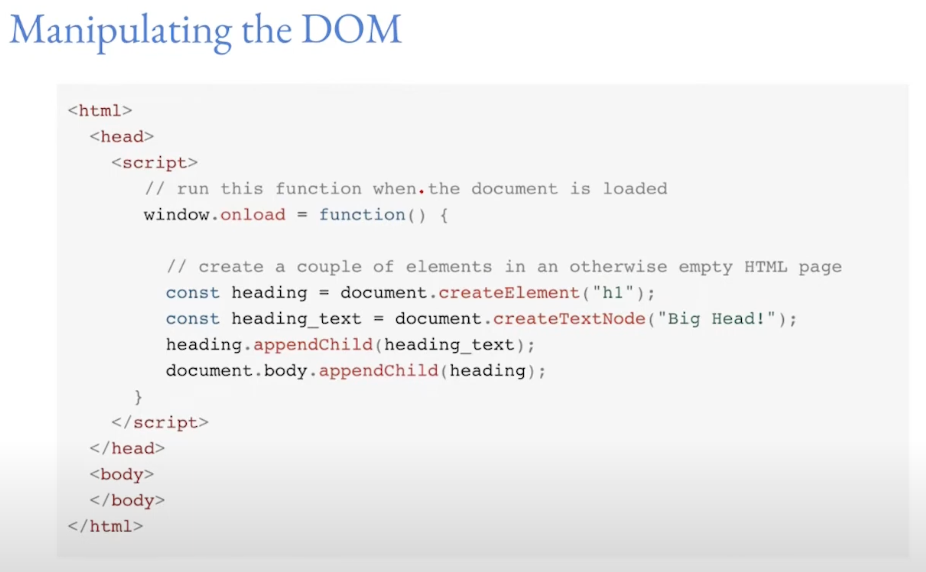 Manipulating the DOM
<html>
<head>
<script>
// run this function when the document is loaded
window.onload = function() {
// create a couple of elements in an otherwise empty HTML page
const heading = document.createElement("h1");
const heading_text = document.createTextNode("Big Head!");
heading.appendChild(heading_text);
document.body.appendChild(heading);
}
</script>
</head>
<body>
</body>
</html>